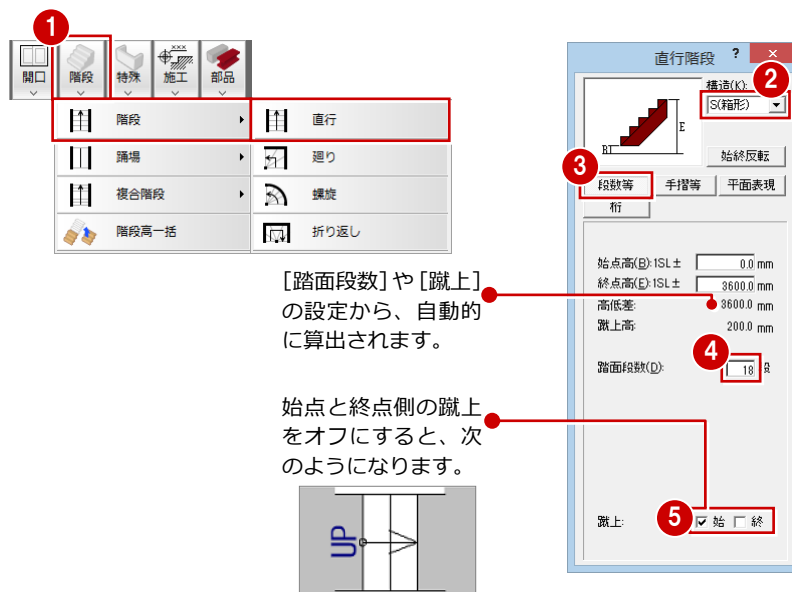 1
開口
階段
特殊
施工
部品
階段
直行
踊場
廻り
複合階段
螺旋
階段高一括
折り返し
[踏面段数]や[蹴上]
の設定から、自動的
に算出されます。
始点と終点側の蹴上
をオフにすると、次
のようになります。
UP
直行階段 ? ×
構造(K):
2
S(箱形)
E
BT
始終反転
3
段数等 手摺等 平面表現
桁
始点高(B):1SL± 0.0 mm
終点高(E):1SL± 3600.0 mm
高低差: 3600.0 mm
蹴上高: 200.0 mm
4
踏面段数(D): 18 段
蹴上: 5 始 終